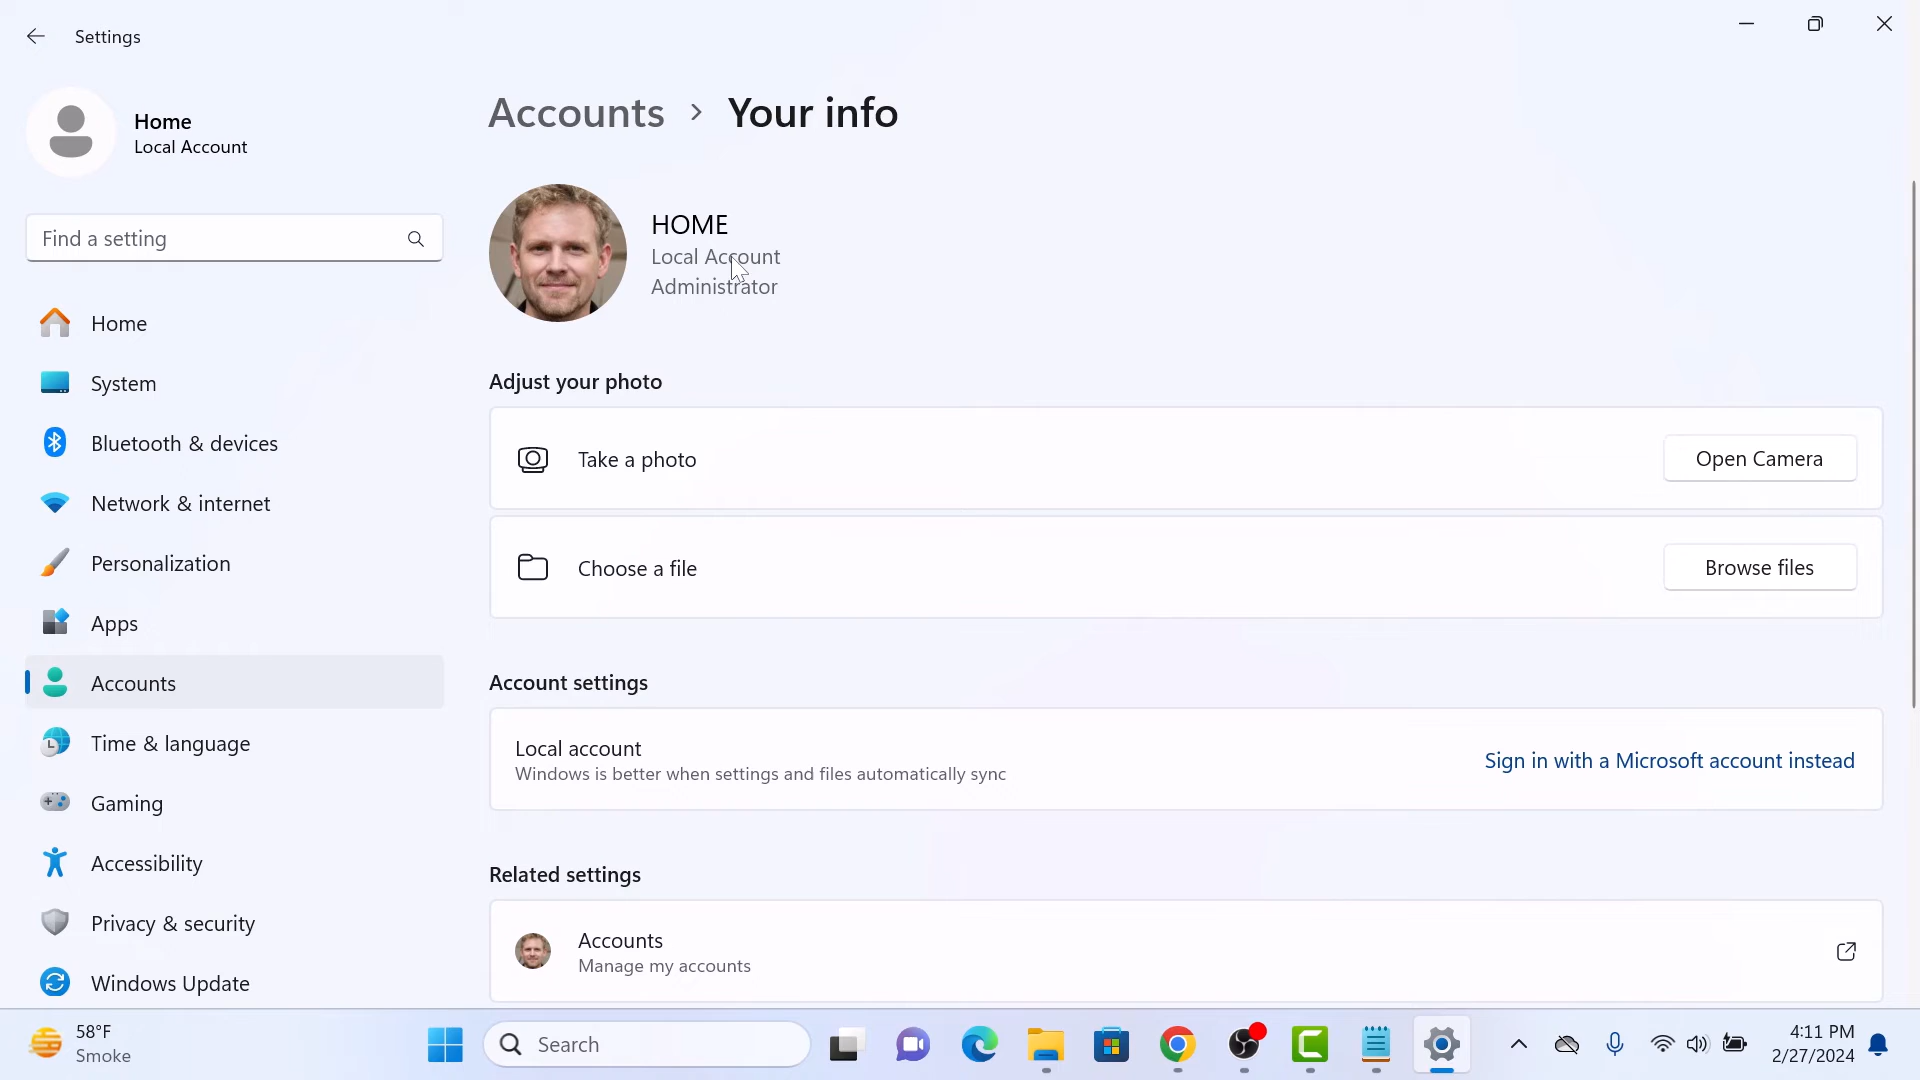 Settings
Home
Local Account
Find a setting
Home
System
Bluetooth & devices
Network & internet
Personalization
Apps
Accounts
Time & language
Gaming
Accessibility
Privacy & security
Windows Update
Accounts > Your info
HOME
Local Account
Administrator
Adjust your photo
Take a photo
Open Camera
Choose a file
Browse files
Account settings
Local account
Windows is better when settings and files automatically sync
Sign in with a Microsoft account instead
Related settings
Accounts
Manage my accounts
58°F
Smoke
Search
4:11 PM
2/27/2024